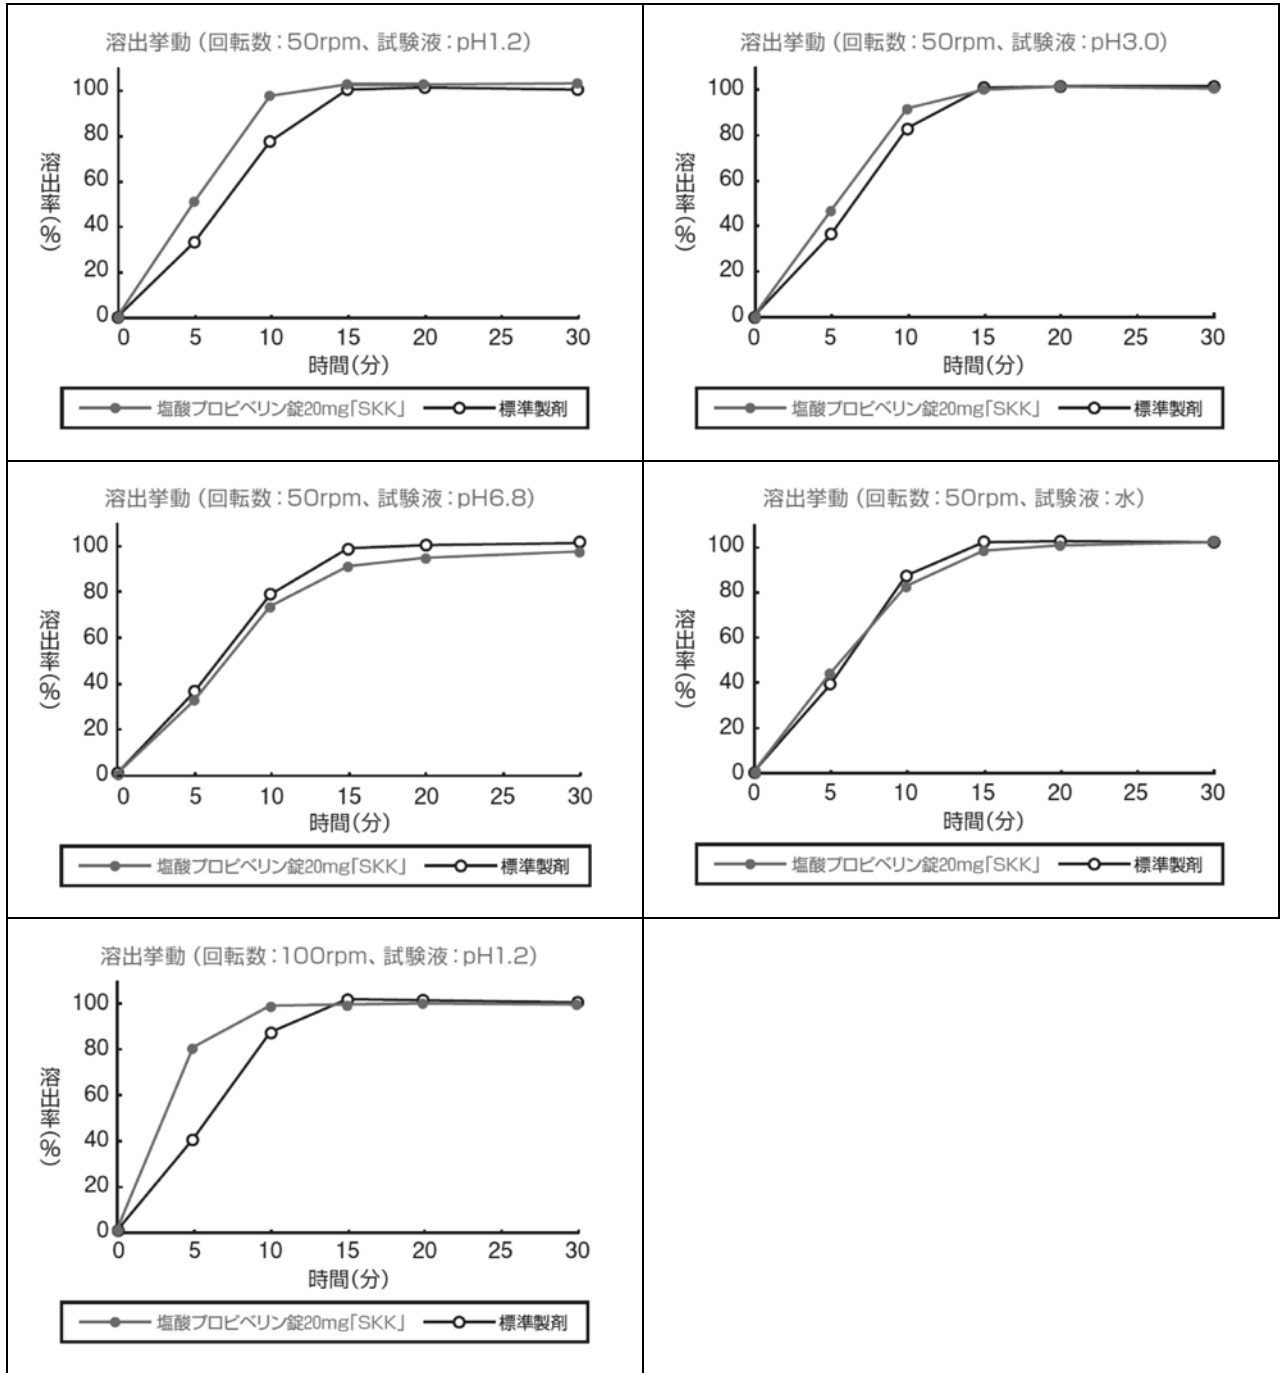 溶出挙動（回転数：50rpm、試験液：pH1.2）
100
80
60
40
20
0
溶出率(%)
0 5 10 15 20 25 30
時間(分)
塩酸プロピベリン錠20mg「SKK」 標準製剤
溶出挙動（回転数：50rpm、試験液：pH3.0）
100
80
60
40
20
0
溶出率(%)
0 5 10 15 20 25 30
時間(分)
塩酸プロピベリン錠20mg「SKK」 標準製剤
溶出挙動（回転数：50rpm、試験液：pH6.8）
100
80
60
40
20
0
溶出率(%)
0 5 10 15 20 25 30
時間(分)
塩酸プロピベリン錠20mg「SKK」 標準製剤
溶出挙動（回転数：50rpm、試験液：水）
100
80
60
40
20
0
溶出率(%)
0 5 10 15 20 25 30
時間(分)
塩酸プロピベリン錠20mg「SKK」 標準製剤
溶出挙動（回転数：100rpm、試験液：pH1.2）
100
80
60
40
20
0
溶出率(%)
0 5 10 15 20 25 30
時間(分)
塩酸プロピベリン錠20mg「SKK」 標準製剤